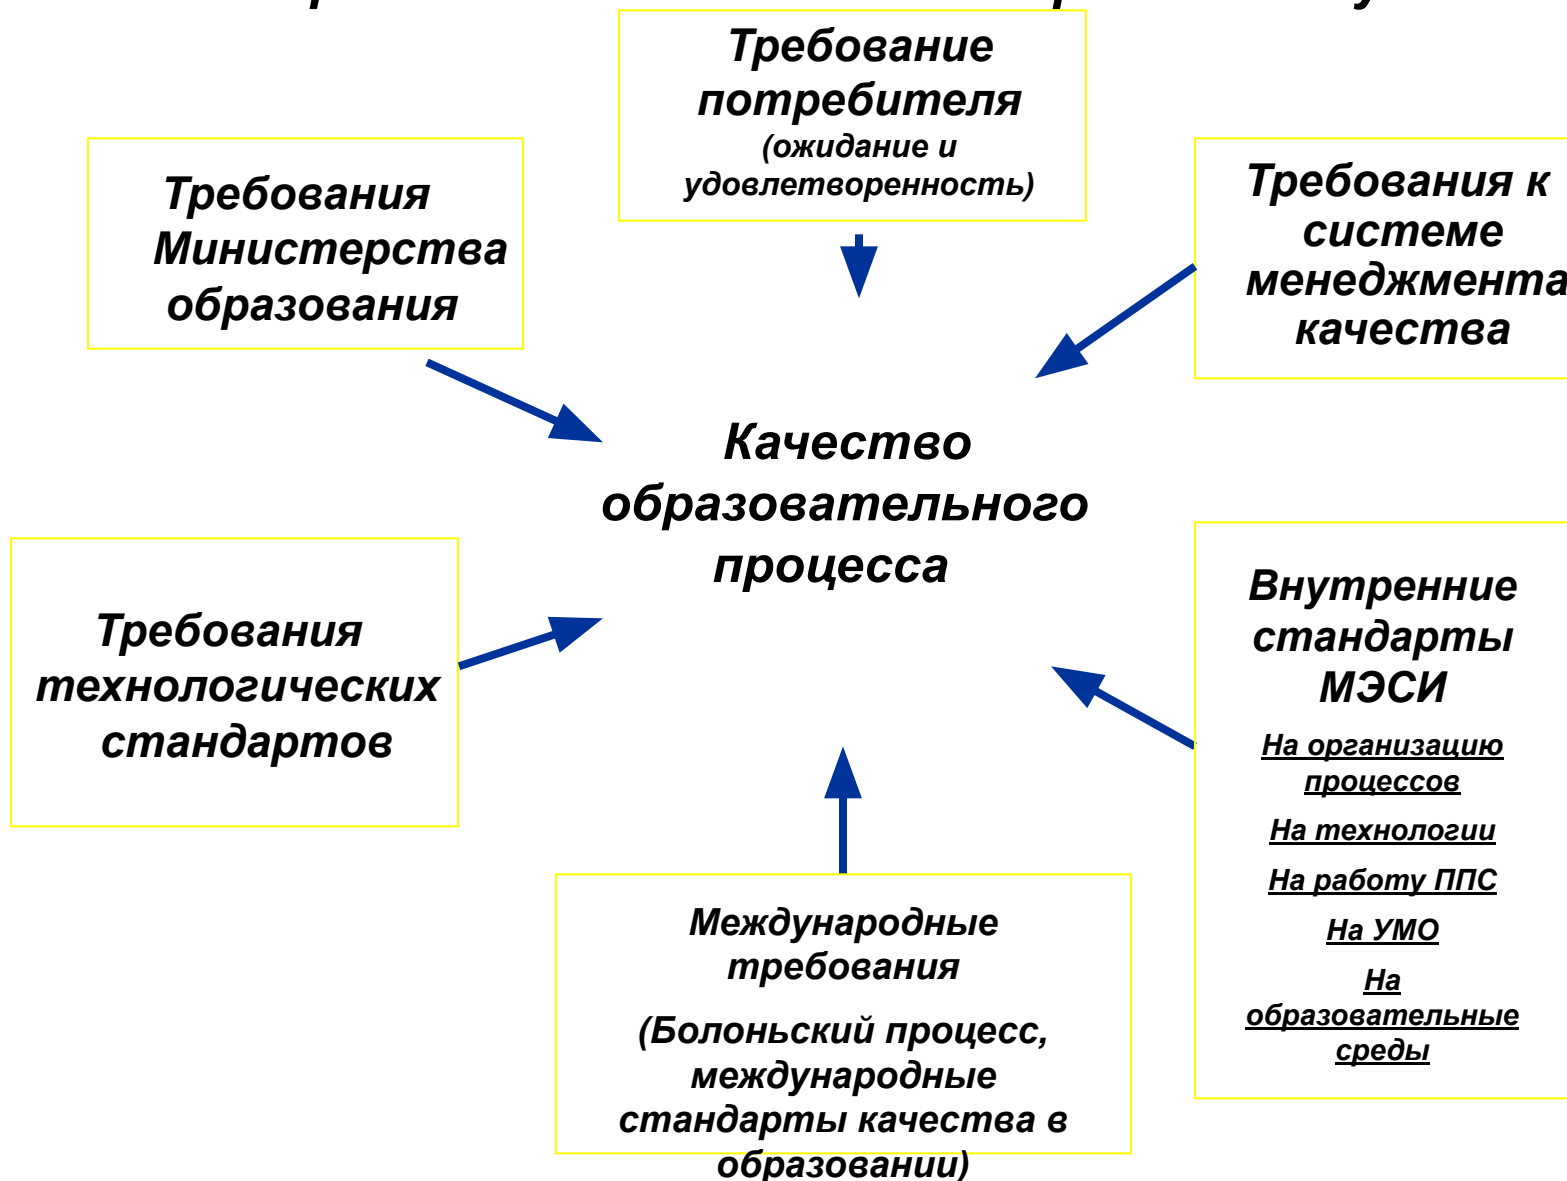 Требование
потребителя
(ожидание и
удовлетворенность)
Требования
Министерства
образования
Требования к
системе
менеджмента
качества
Качество
образовательного
процесса
Требования
технологических
стандартов
Внутренние
стандарты
МЭСИ
На организацию
процессов
На технологии
На работу ППС
На УМО
На
образовательные
среды
Международные
требования
(Болоньский процесс,
международные
стандарты качества в
образовании)